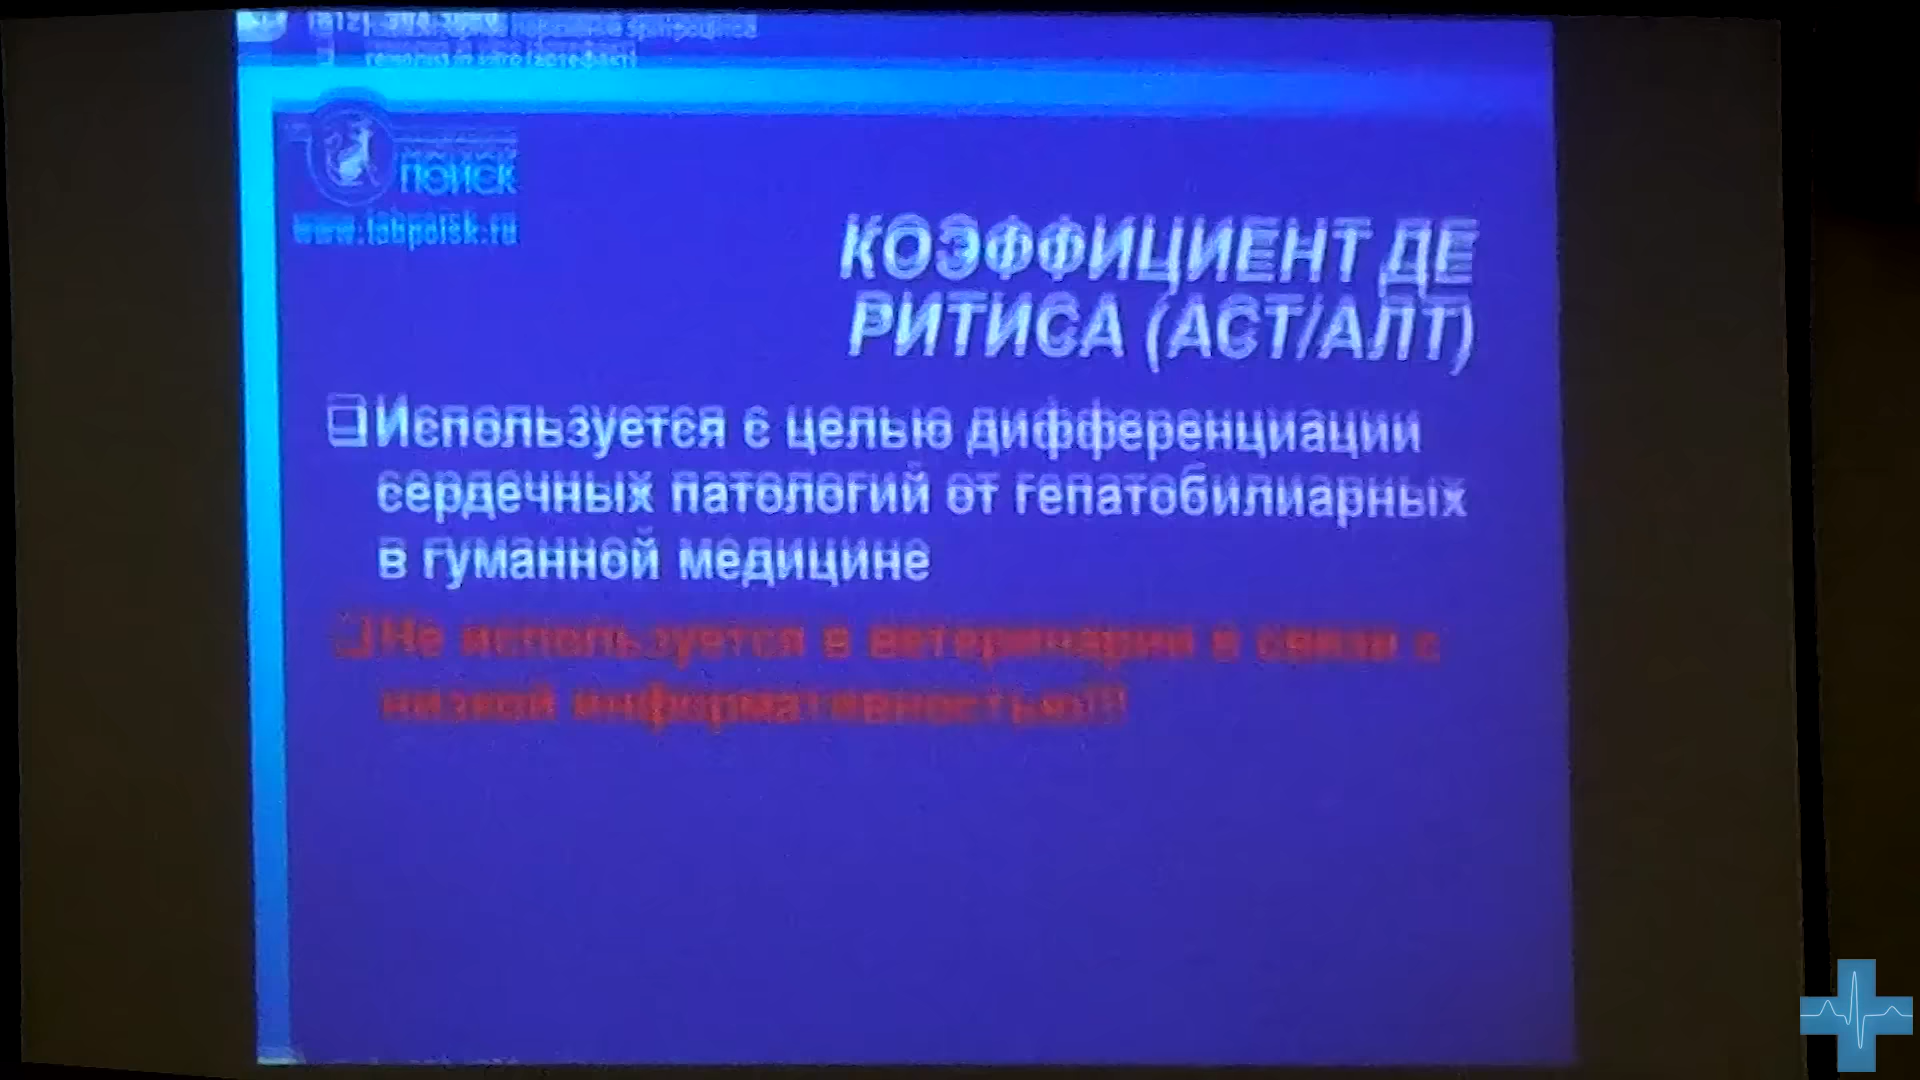 ПОИСК
www.labpoisk.ru
КОЭФФИЦИЕНТ ДЕ
РИТИСА (АСТ/АЛТ)
Используется с целью дифференциации
сердечных патологий от гепатобилиарных
в гуманной медицине
Не используется в ветеринарии в связи с
низкой информативностью!!!